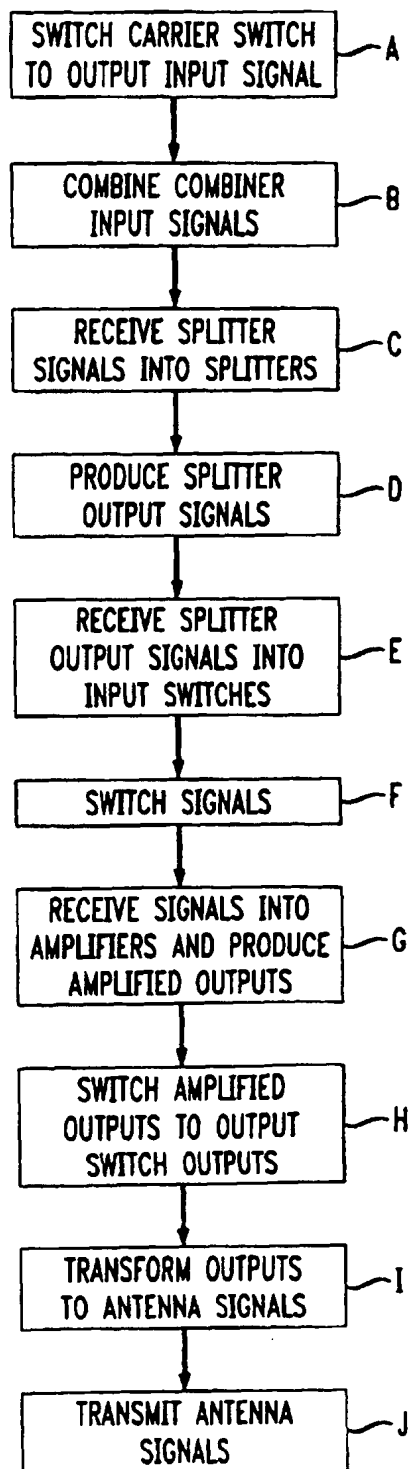 SWITCH CARRIER SWITCH
TO OUTPUT INPUT SIGNAL
A
COMBINE COMBINER
INPUT SIGNALS
B
RECEIVE SPLITTER
SIGNALS INTO SPLITTERS
C
PRODUCE SPLITTER
OUTPUT SIGNALS
D
RECEIVE SPLITTER
OUTPUT SIGNALS INTO
INPUT SWITCHES
E
SWITCH SIGNALS
F
RECEIVE SIGNALS INTO
AMPLIFIERS AND PRODUCE
AMPLIFIED OUTPUTS
G
SWITCH AMPLIFIED
OUTPUTS TO OUTPUT
SWITCH OUTPUTS
H
TRANSFORM OUTPUTS
TO ANTENNA SIGNALS
I
TRANSMIT ANTENNA
SIGNALS
J